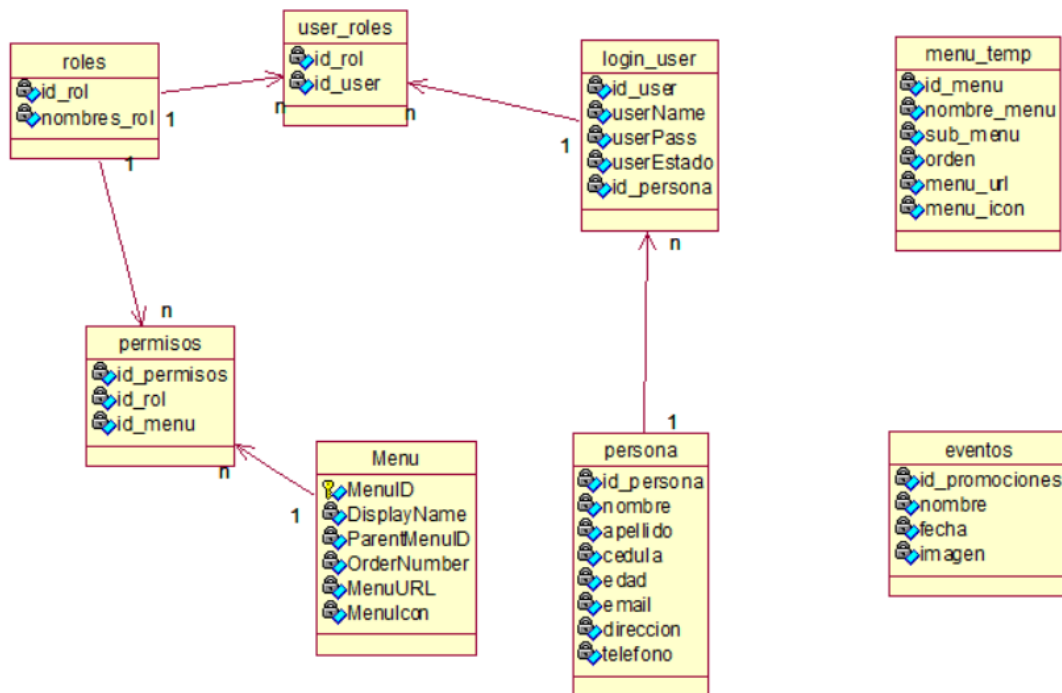 roles
id_rol
nombres_rol
1
1
user_roles
id_rol
id_user
n
n
login_user
id_user
userName
userPass
userEstado
id_persona
1
n
menu_temp
id_menu
nombre_menu
sub_menu
orden
menu_url
menu_icon
n
permisos
id_permisos
id_rol
id_menu
n
Menu
MenuID
DisplayName
ParentMenuID
OrderNumber
MenuURL
MenuIcon
1
1
persona
id_persona
nombre
apellido
cedula
edad
email
direccion
telefono
eventos
id_promociones
nombre
fecha
imagen